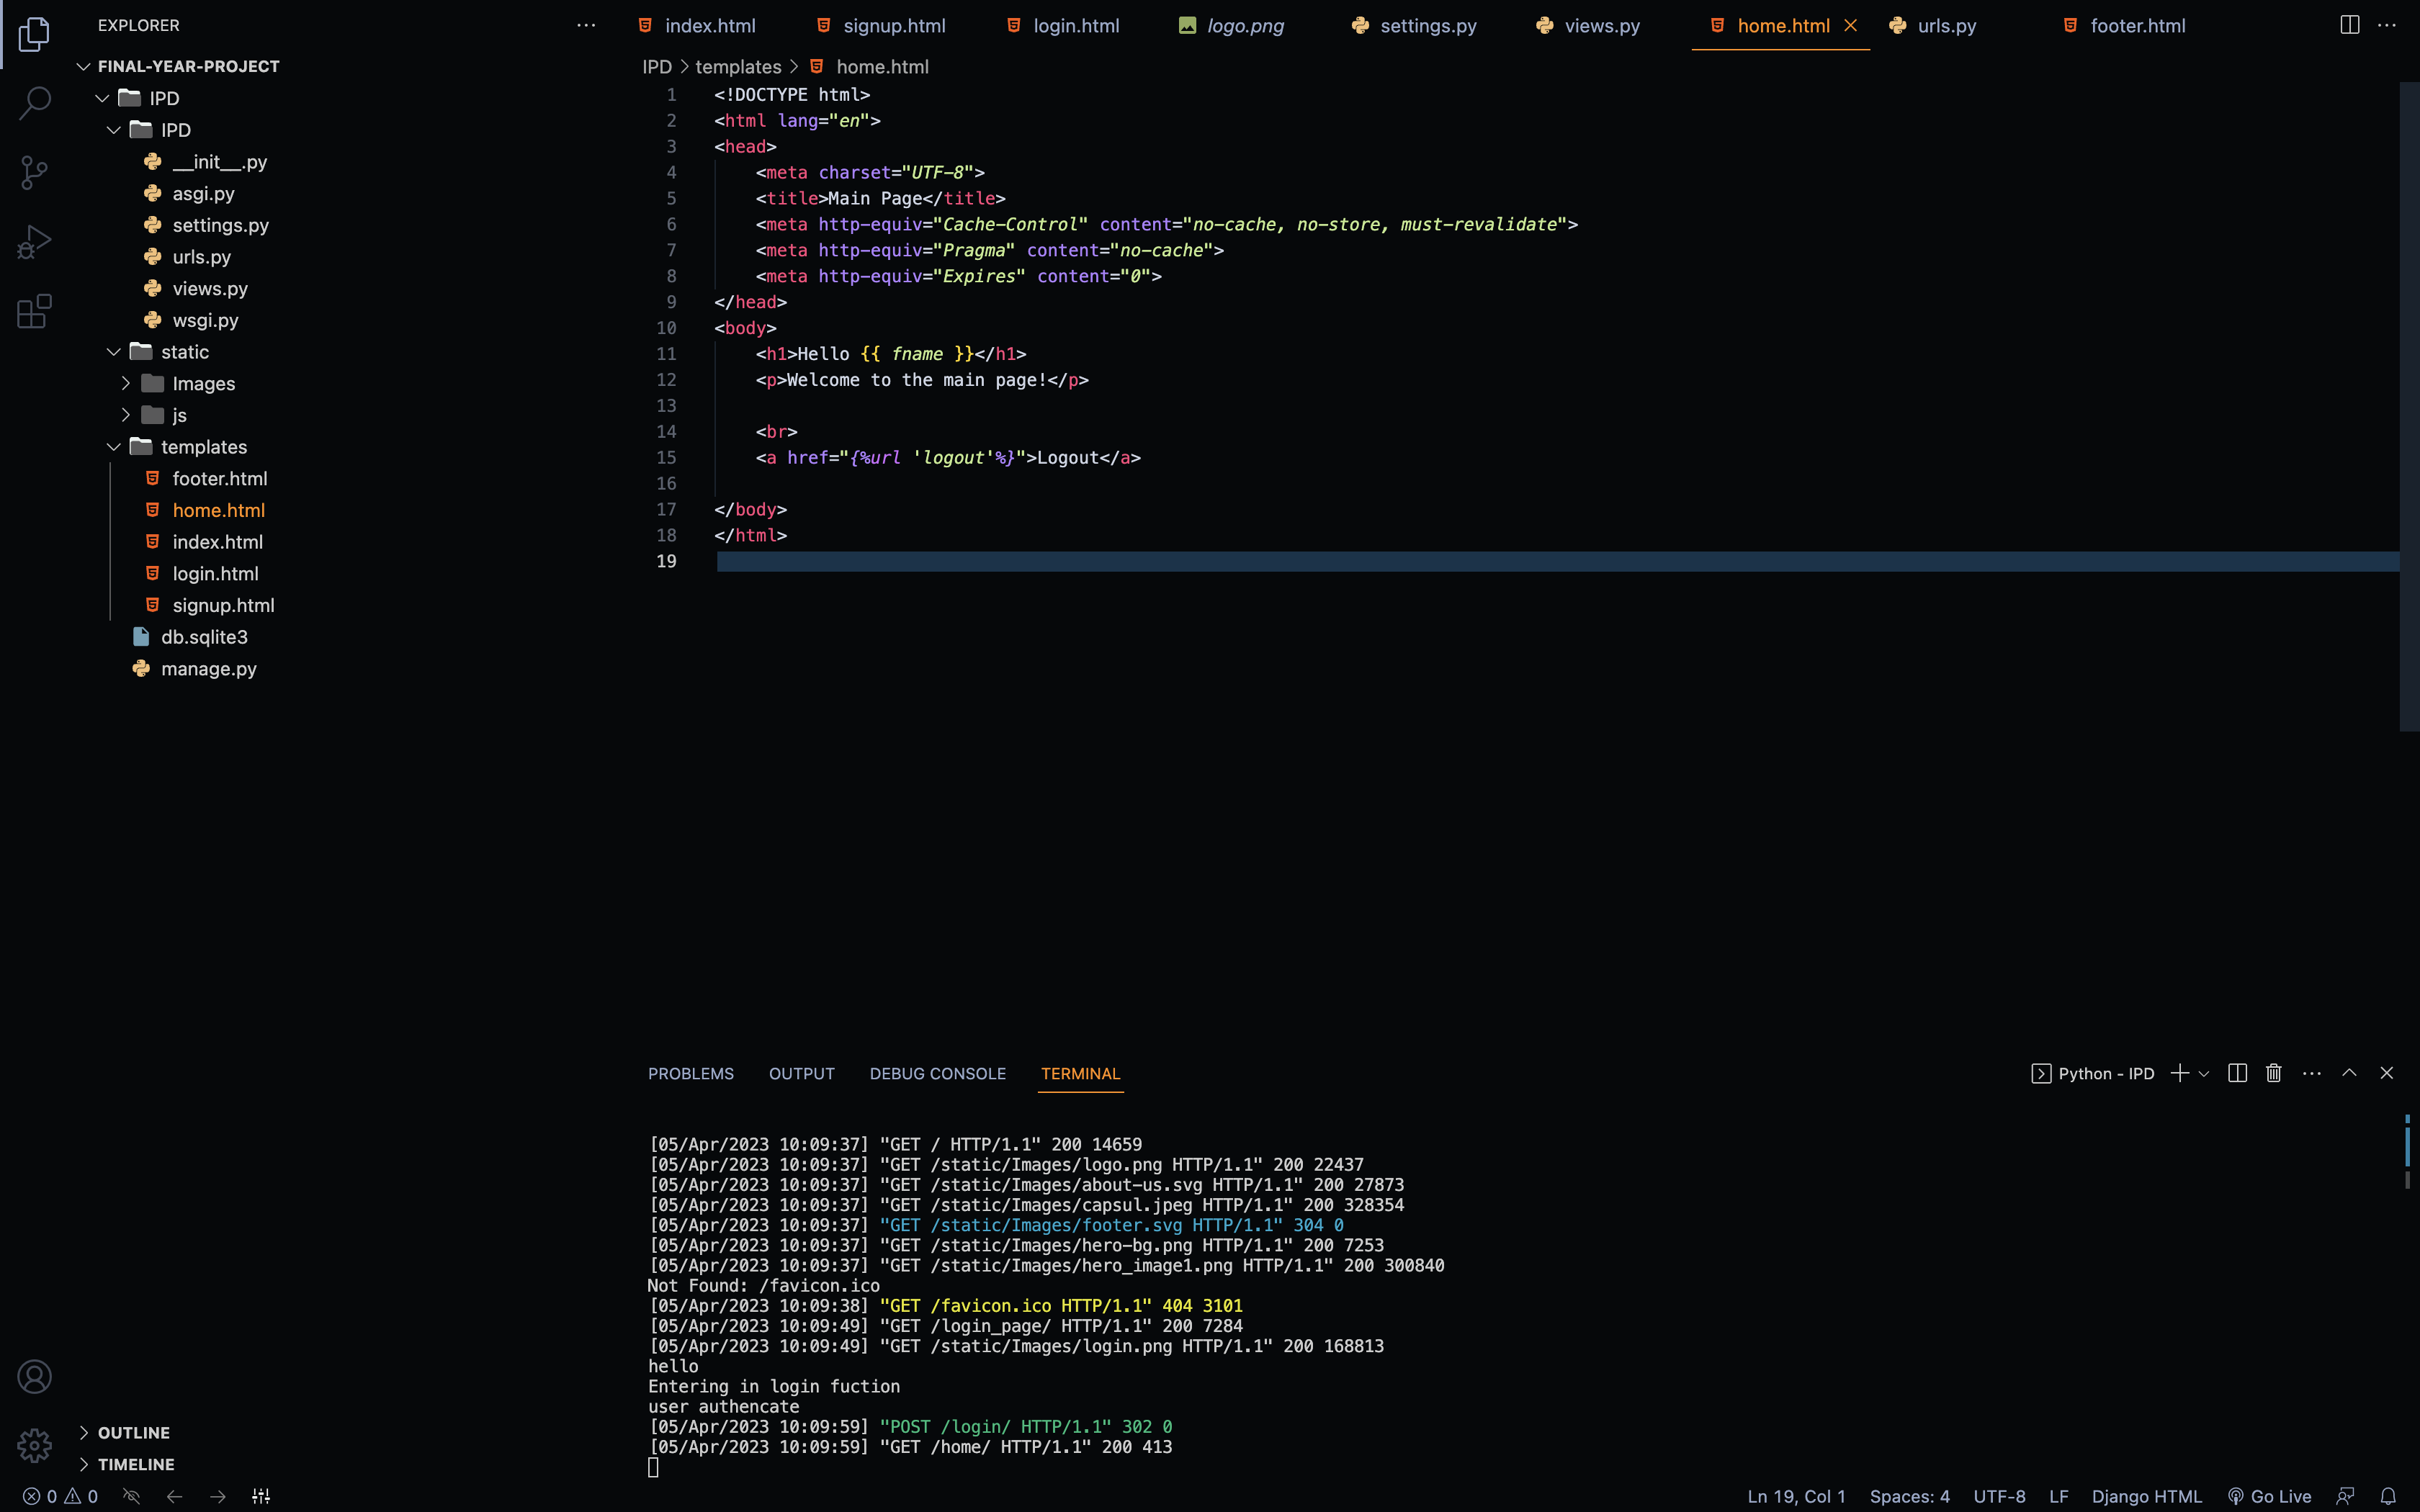 EXPLORER
FINAL-YEAR-PROJECT
IPD
IPD
__init__.py
asgi.py
settings.py
urls.py
views.py
wsgi.py
static
Images
js
templates
footer.html
home.html
index.html
login.html
signup.html
db.sqlite3
manage.py
OUTLINE
TIMELINE
index.html signup.html login.html logo.png settings.py views.py home.html urls.py footer.html
IPD > templates > home.html
1 <!DOCTYPE html>
2 <html lang="en">
3 <head>
4 <meta charset="UTF-8">
5 <title>Main Page</title>
6 <meta http-equiv="Cache-Control" content="no-cache, no-store, must-revalidate">
7 <meta http-equiv="Pragma" content="no-cache">
8 <meta http-equiv="Expires" content="0">
9 </head>
10 <body>
11 <h1>Hello {{ fname }}</h1>
12 <p>Welcome to the main page!</p>
13
14 <br>
15 <a href="{%url 'logout'%}">Logout</a>
16
17 </body>
18 </html>
19
PROBLEMS OUTPUT DEBUG CONSOLE TERMINAL Python - IPD
[05/Apr/2023 10:09:37] "GET / HTTP/1.1" 200 14659
[05/Apr/2023 10:09:37] "GET /static/Images/logo.png HTTP/1.1" 200 22437
[05/Apr/2023 10:09:37] "GET /static/Images/about-us.svg HTTP/1.1" 200 27873
[05/Apr/2023 10:09:37] "GET /static/Images/capsul.jpeg HTTP/1.1" 200 328354
[05/Apr/2023 10:09:37] "GET /static/Images/footer.svg HTTP/1.1" 304 0
[05/Apr/2023 10:09:37] "GET /static/Images/hero-bg.png HTTP/1.1" 200 7253
[05/Apr/2023 10:09:37] "GET /static/Images/hero_image1.png HTTP/1.1" 200 300840
Not Found: /favicon.ico
[05/Apr/2023 10:09:38] "GET /favicon.ico HTTP/1.1" 404 3101
[05/Apr/2023 10:09:49] "GET /login_page/ HTTP/1.1" 200 7284
[05/Apr/2023 10:09:49] "GET /static/Images/login.png HTTP/1.1" 200 168813
hello
Entering in login fuction
user authencate
[05/Apr/2023 10:09:59] "POST /login/ HTTP/1.1" 302 0
[05/Apr/2023 10:09:59] "GET /home/ HTTP/1.1" 200 413
0 0 Ln 19, Col 1 Spaces: 4 UTF-8 LF Django HTML Go Live